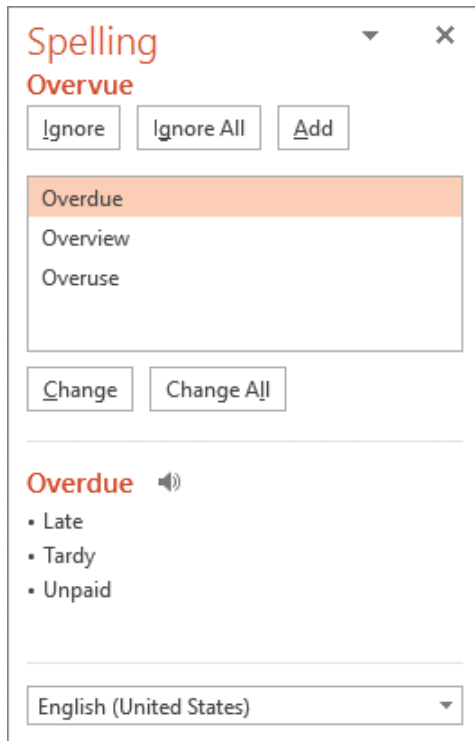 Spelling
Overvue
Ignore Ignore All Add
Overdue
Overview
Overuse
Change Change All
Overdue
• Late
• Tardy
• Unpaid
English (United States)